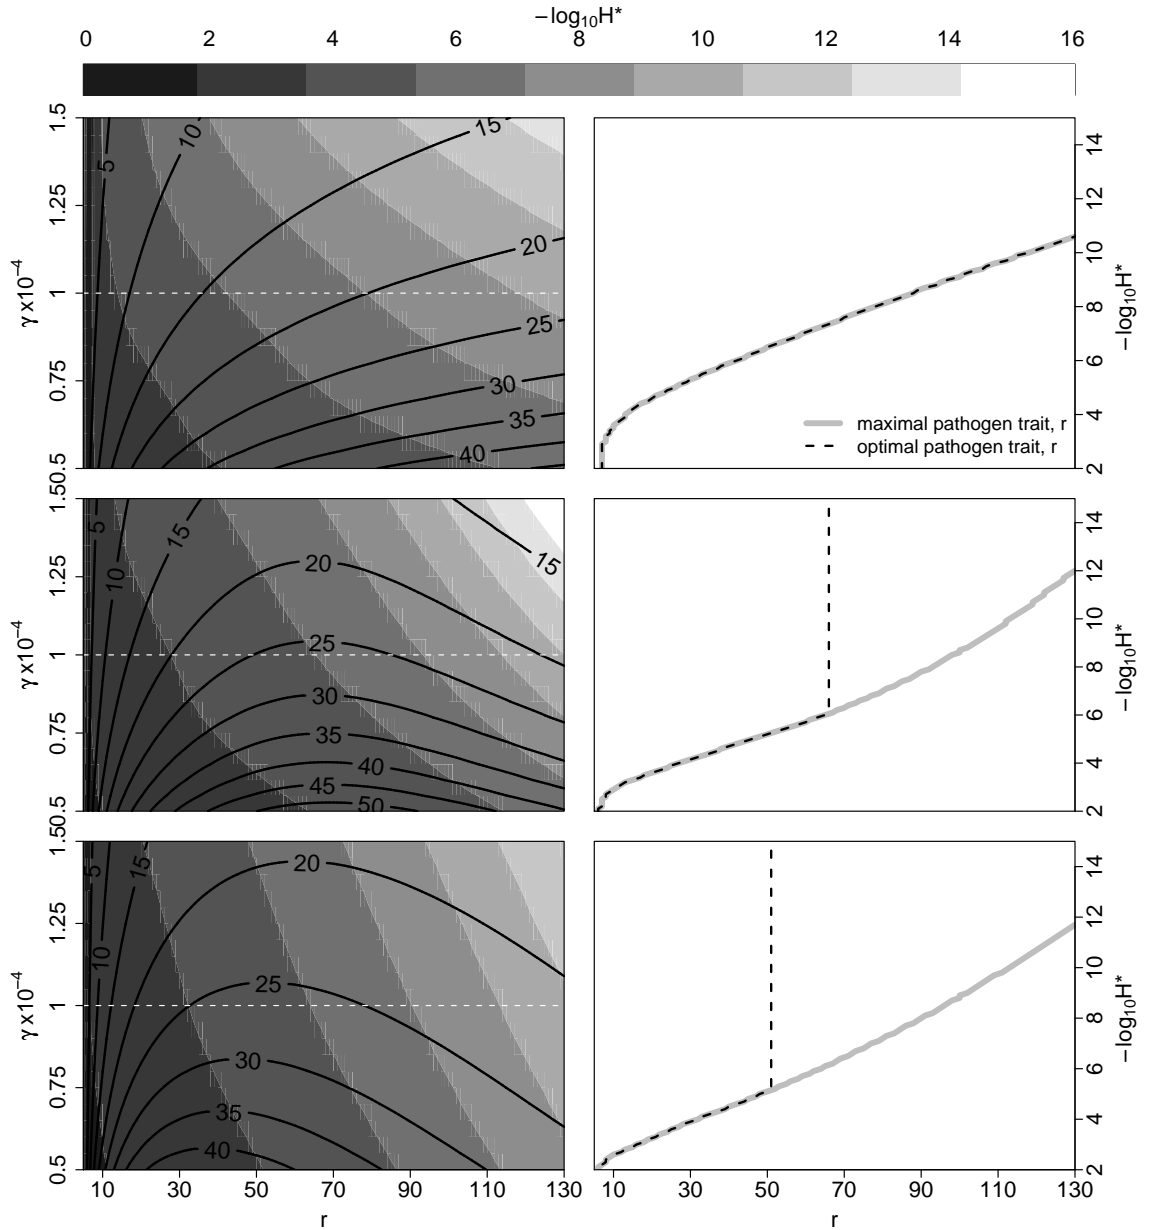 −log10H*
0 2 4 6 8 10 12 14 16
γ x10−4
0.5 0.75 1 1.25 1.5
5 10 15 20 25 30 35 40
2 4 6 8 10 12 14
−log10H*
maximal pathogen trait, r
optimal pathogen trait, r
γ x10−4
0.5 0.75 1 1.25 1.5
5 10 15 20 25 30 35 40 45 50 15
2 4 6 8 10 12 14
−log10H*
γ x10−4
0.5 0.75 1 1.25 1.5
5 10 15 20 25 30 35 40
2 4 6 8 10 12 14
−log10H*
10 30 50 70 90 110 130
10 30 50 70 90 110 130
r
r